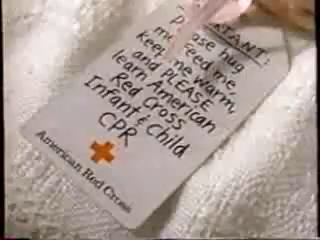 TANT:
Please hug
me, Feed me,
keep me warm,
and PLEASE
learn American
Red Cross
Infant & Child
CPR
American Red Cross